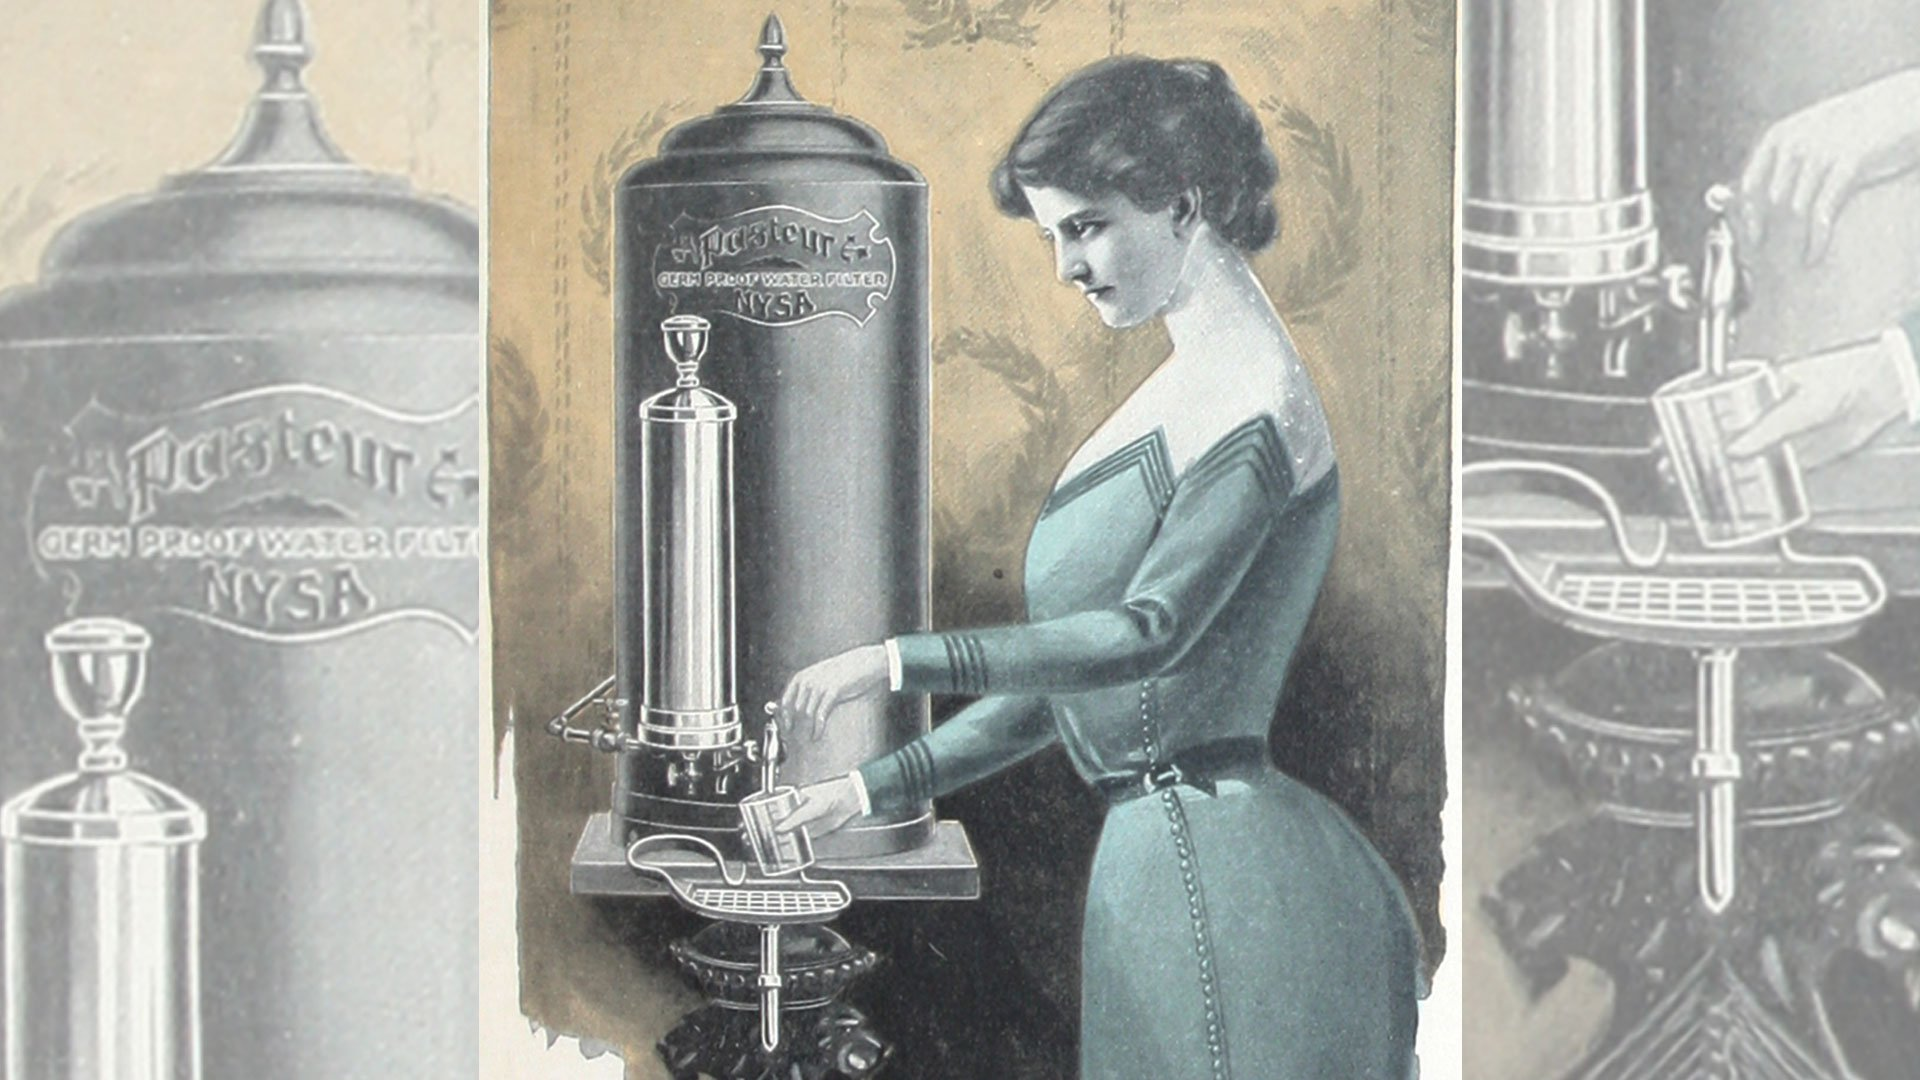 Pasteur
GERM PROOF WATER FILT
NYSA
Pasteur
GERM PROOF WATER FILTER
NYSA